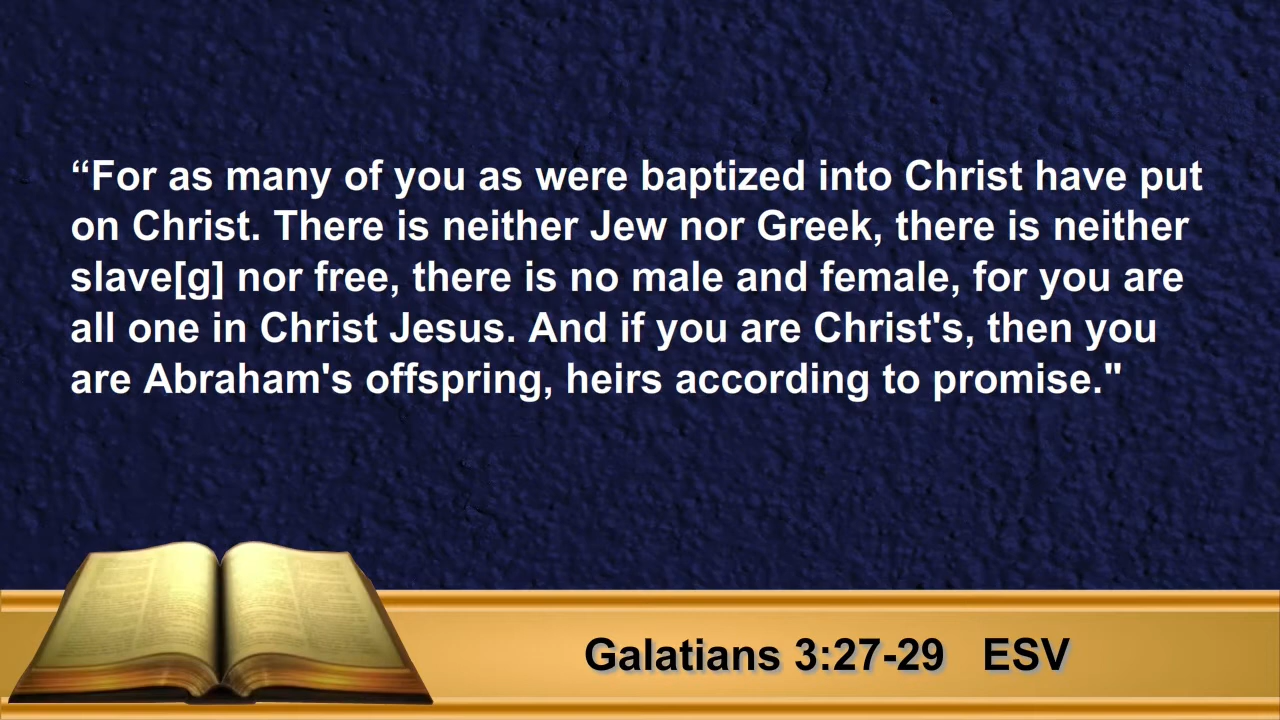 “For as many of you as were baptized into Christ have put
on Christ. There is neither Jew nor Greek, there is neither
slave[g] nor free, there is no male and female, for you are
all one in Christ Jesus. And if you are Christ's, then you
are Abraham's offspring, heirs according to promise."
Galatians 3:27-29 ESV